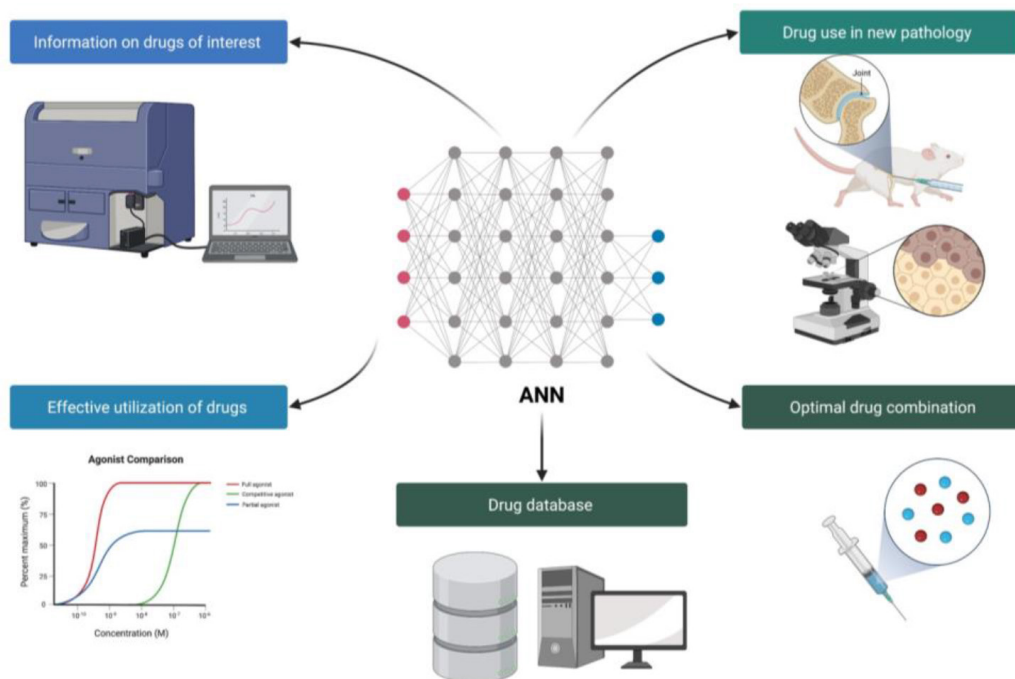 Information on drugs of interest
Drug use in new pathology
Joint
ANN
Effective utilization of drugs
Optimal drug combination
Agonist Comparison
Full agonist
Competitive agonist
Partial agonist
Percent maximum (%)
100
75
50
25
0
Concentration (M)
Drug database